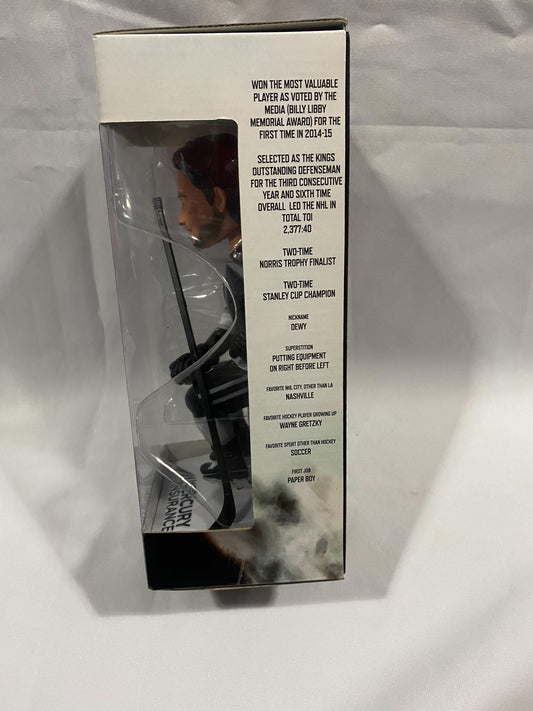 WON THE MOST VALUABLE
PLAYER AS VOTED BY THE
MEDIA (BILLY LIBBY
MEMORIAL AWARD) FOR THE
FIRST TIME IN 2014-15
SELECTED AS THE KINGS
OUTSTANDING DEFENSEMAN
FOR THE THIRD CONSECUTIVE
YEAR AND SIXTH TIME
OVERALL LED THE NHL IN
TOTAL TOI
2,377:40
TWO-TIME
NORRIS TROPHY FINALIST
TWO-TIME
STANLEY CUP CHAMPION
NICKNAME
DEWY
SUPERSTITION
PUTTING EQUIPMENT
ON RIGHT BEFORE LEFT
FAVORITE NHL CITY, OTHER THAN LA
NASHVILLE
FAVORITE HOCKEY PLAYER GROWING UP
WAYNE GRETZKY
FAVORITE SPORT OTHER THAN HOCKEY
SOCCER
FIRST JOB
PAPER BOY
MERCURY
INSURANCE